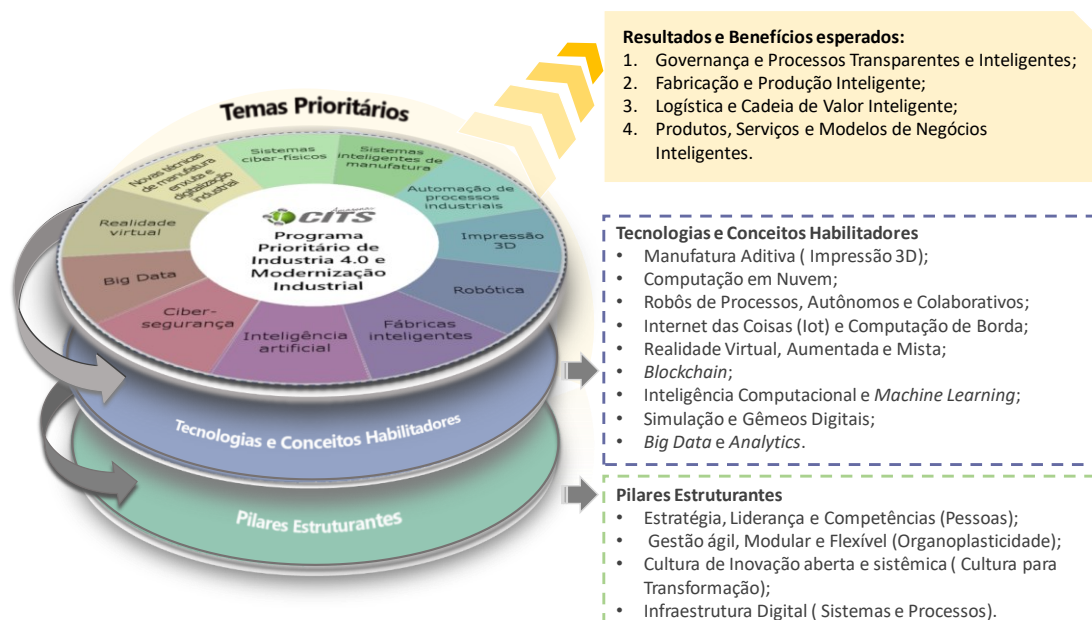 Resultados e Benefícios esperados:
1. Governança e Processos Transparentes e Inteligentes;
2. Fabricação e Produção Inteligente;
3. Logística e Cadeia de Valor Inteligente;
4. Produtos, Serviços e Modelos de Negócios
Inteligentes.
Temas Prioritários
Novas técnicas
de manufatura
enxuta e
digitalização
industrial
Sistemas
ciber-físicos
Sistemas
inteligentes de
manufatura
Automação de
processos
industriais
Impressão
3D
Robótica
Fábricas
inteligentes
Inteligência
artificial
Ciber-
segurança
Big Data
Realidade
virtual
CITS
Amazonas
Programa
Prioritário de
Industria 4.0 e
Modernização
Industrial
Tecnologias e Conceitos Habilitadores
Pilares Estruturantes
Tecnologias e Conceitos Habilitadores
• Manufatura Aditiva ( Impressão 3D);
• Computação em Nuvem;
• Robôs de Processos, Autônomos e Colaborativos;
• Internet das Coisas (Iot) e Computação de Borda;
• Realidade Virtual, Aumentada e Mista;
• Blockchain;
• Inteligência Computacional e Machine Learning;
• Simulação e Gêmeos Digitais;
• Big Data e Analytics.
Pilares Estruturantes
• Estratégia, Liderança e Competências (Pessoas);
• Gestão ágil, Modular e Flexível (Organoplasticidade);
• Cultura de Inovação aberta e sistêmica ( Cultura para
Transformação);
• Infraestrutura Digital ( Sistemas e Processos).